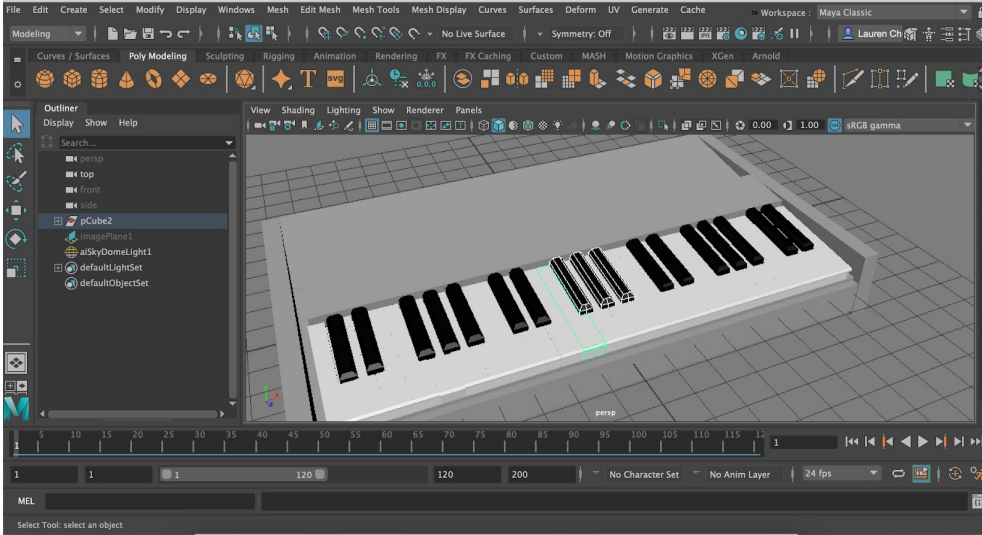 File Edit Create Select Modify Display Windows Mesh Edit Mesh Mesh Tools Mesh Display Curves Surfaces Deform UV Generate Cache » Workspace : Maya Classic
Modeling No Live Surface Symmetry: Off Lauren Ch
Curves / Surfaces Poly Modeling Sculpting Rigging Animation Rendering FX FX Caching Custom MASH Motion Graphics XGen Arnold
T svg 0,0,0
Outliner
Display Show Help
Search...
persp
top
front
side
pCube2
imagePlane1
aiSkyDomeLight1
defaultLightSet
defaultObjectSet
View Shading Lighting Show Renderer Panels
0.00 1.00 sRGB gamma
persp
5 10 15 20 25 30 35 40 45 50 55 60 65 70 75 80 85 90 95 100 105 110 115 12
1 1
1 1 1 120 120 200 No Character Set No Anim Layer 24 fps
MEL
Select Tool: select an object